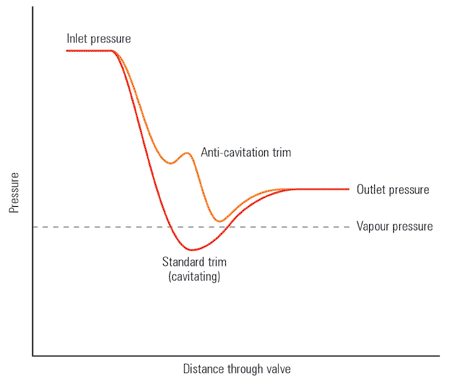 Inlet pressure
Anti-cavitation trim
Outlet pressure
Vapour pressure
Standard trim
(cavitating)
Pressure
Distance through valve